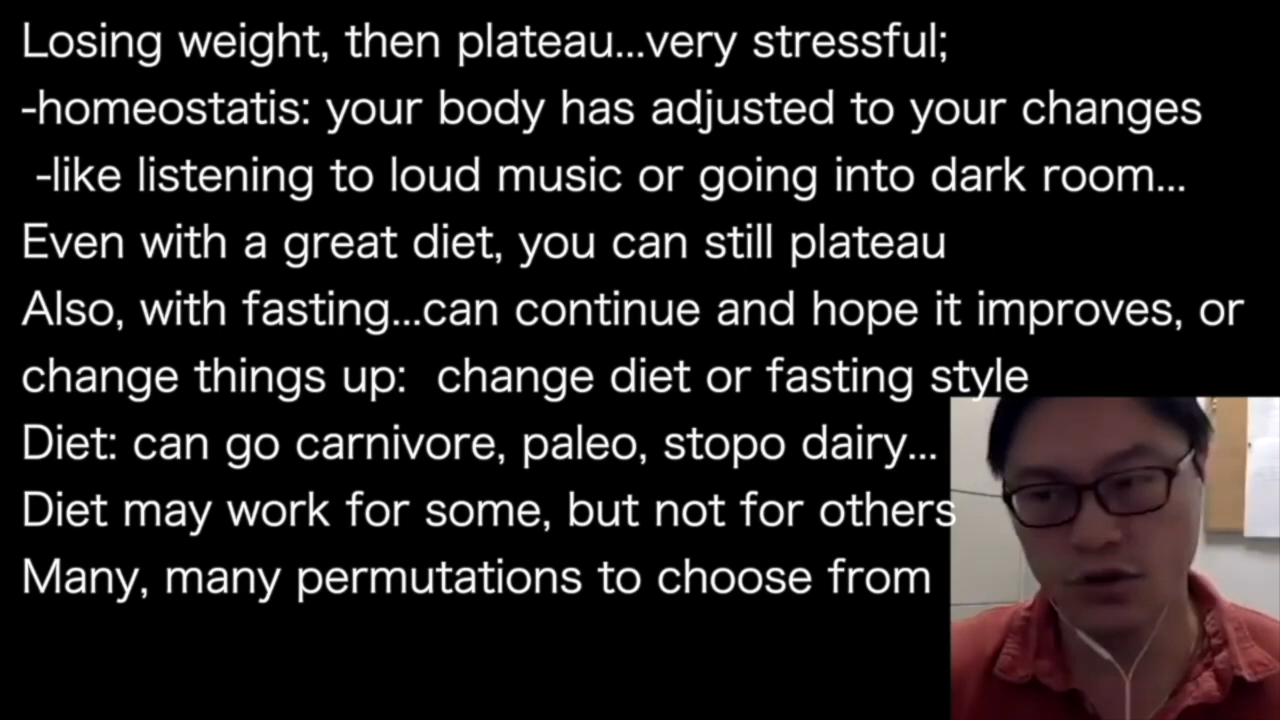 Losing weight, then plateau...very stressful;
-homeostatis: your body has adjusted to your changes
-like listening to loud music or going into dark room...
Even with a great diet, you can still plateau
Also, with fasting...can continue and hope it improves, or
change things up:  change diet or fasting style
Diet: can go carnivore, paleo, stopo dairy...
Diet may work for some, but not for others
Many, many permutations to choose from